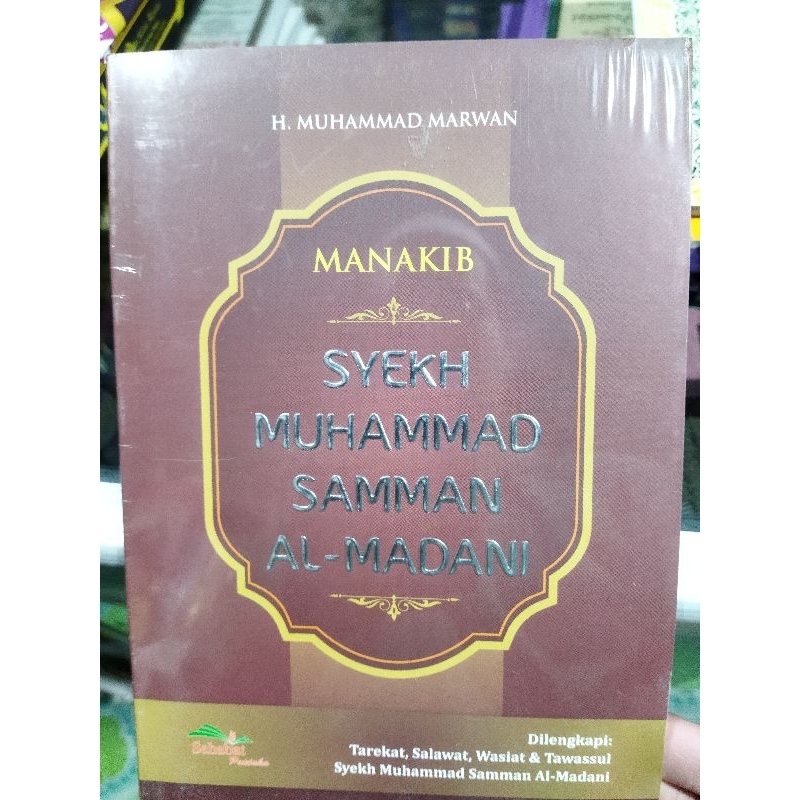 H. MUHAMMAD MARWAN
MANAKIB
SYEKH
MUHAMMAD
SAMMAN
AL-MADANI
Sahabat
Pustaka
Dilengkapi:
Tarekat, Salawat, Wasiat & Tawassul
Syekh Muhammad Samman Al-Madani